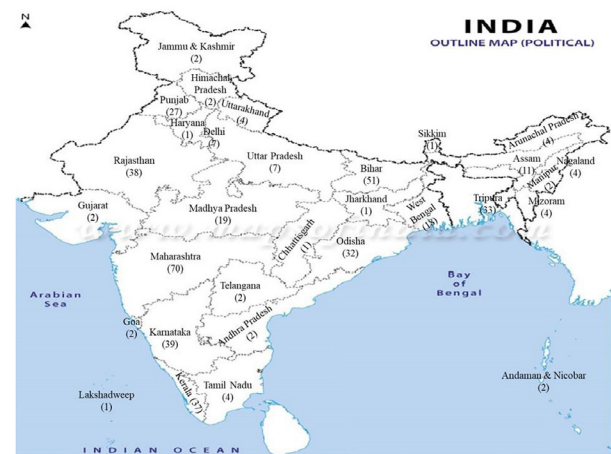 N
INDIA
OUTLINE MAP (POLITICAL)
Jammu & Kashmir
(2)
Himachal
Pradesh
(2)
Punjab
(27)
Uttarakhand
(4)
Haryana
(1)
Delhi
(7)
Sikkim
(1)
Arunachal Pradesh
(4)
Rajasthan
(38)
Uttar Pradesh
(7)
Bihar
(51)
Assam
(11)
Nagaland
(4)
Manipur
(2)
Gujarat
(2)
Madhya Pradesh
(19)
Jharkhand
(1)
West
Bengal
(18)
Tripura
(33)
Mizoram
(4)
Chhattisgarh
(1)
Odisha
(32)
Maharashtra
(70)
Telangana
(2)
Bay
of
Bengal
Arabian
Sea
Goa
(2)
Karnataka
(39)
Andhra Pradesh
(2)
Andaman & Nicobar
(2)
Lakshadweep
(1)
Kerala (37)
Tamil Nadu
(4)
INDIAN OCEAN